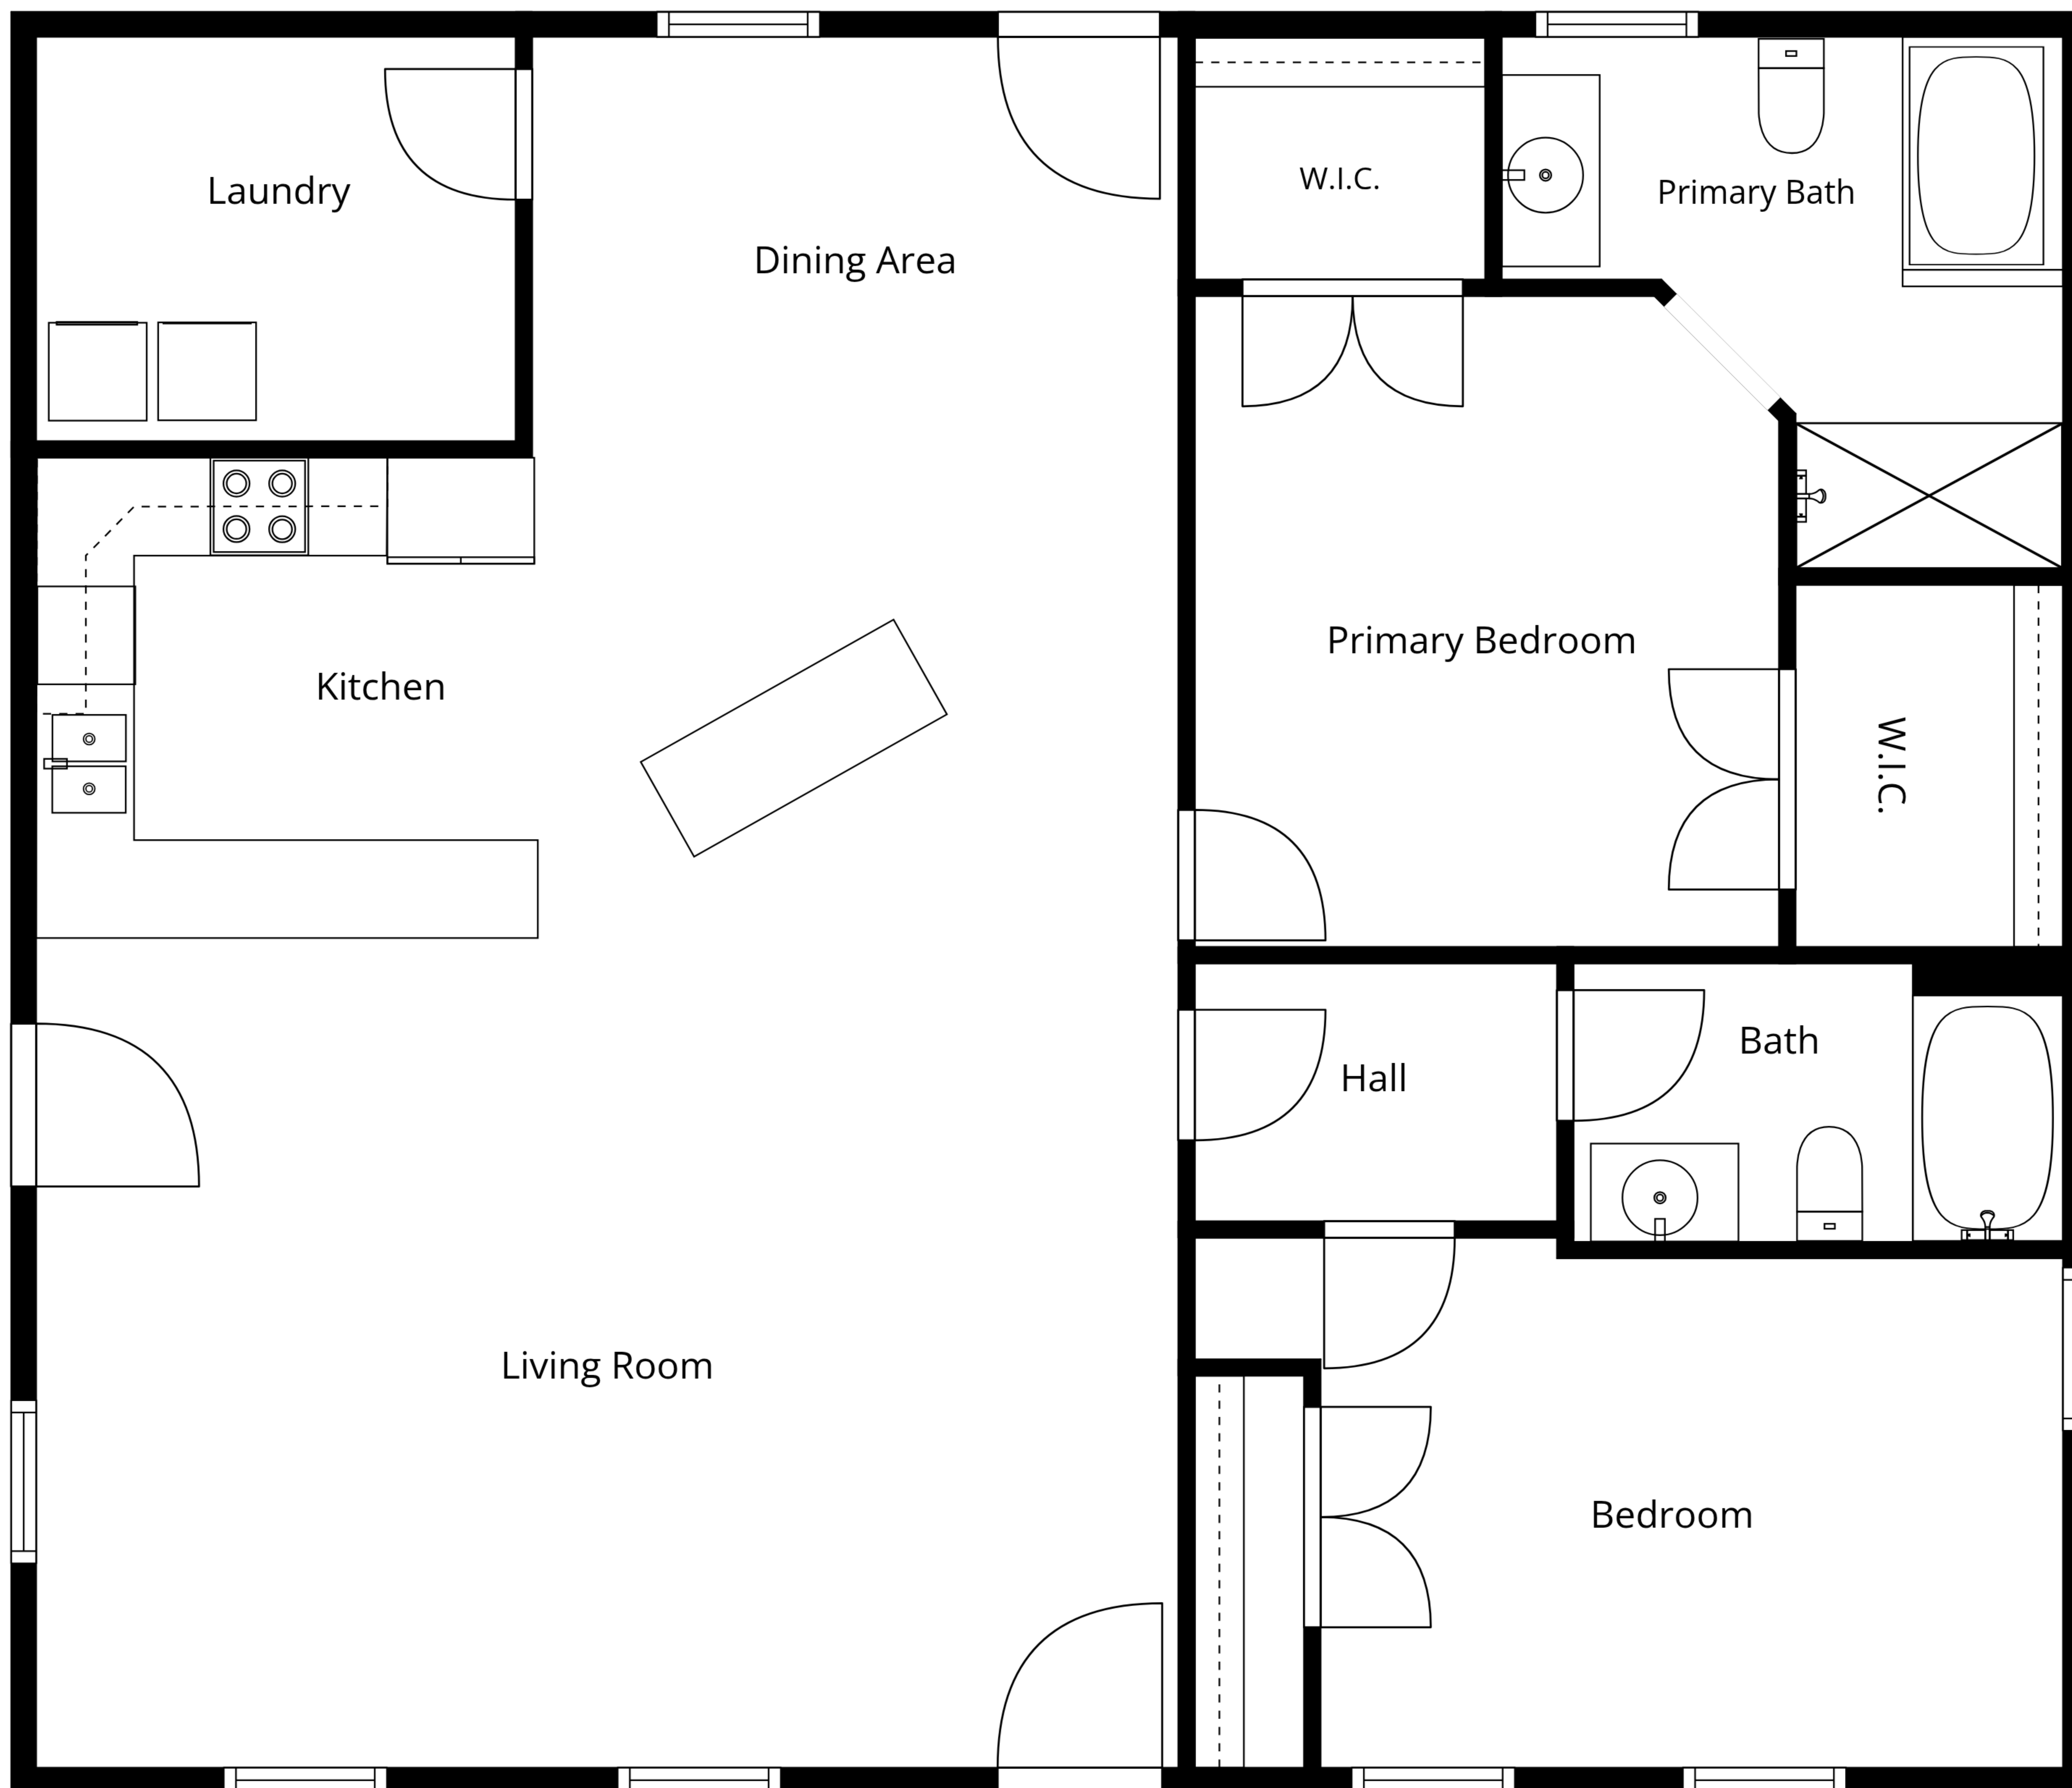 W.I.C.
Laundry
Primary Bath
Dining Area
Primary Bedroom
Kitchen
W.I.C.
Bath
Hall
Living Room
Bedroom